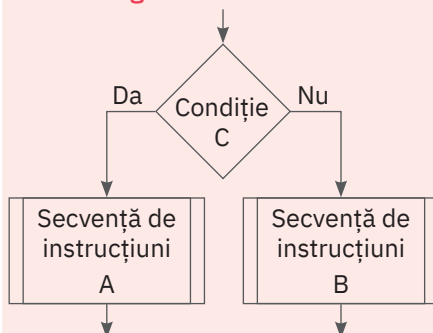 Da
Condiție
Nu
C
Secvență de
instrucțiuni
A
Secvență de
instrucțiuni
B